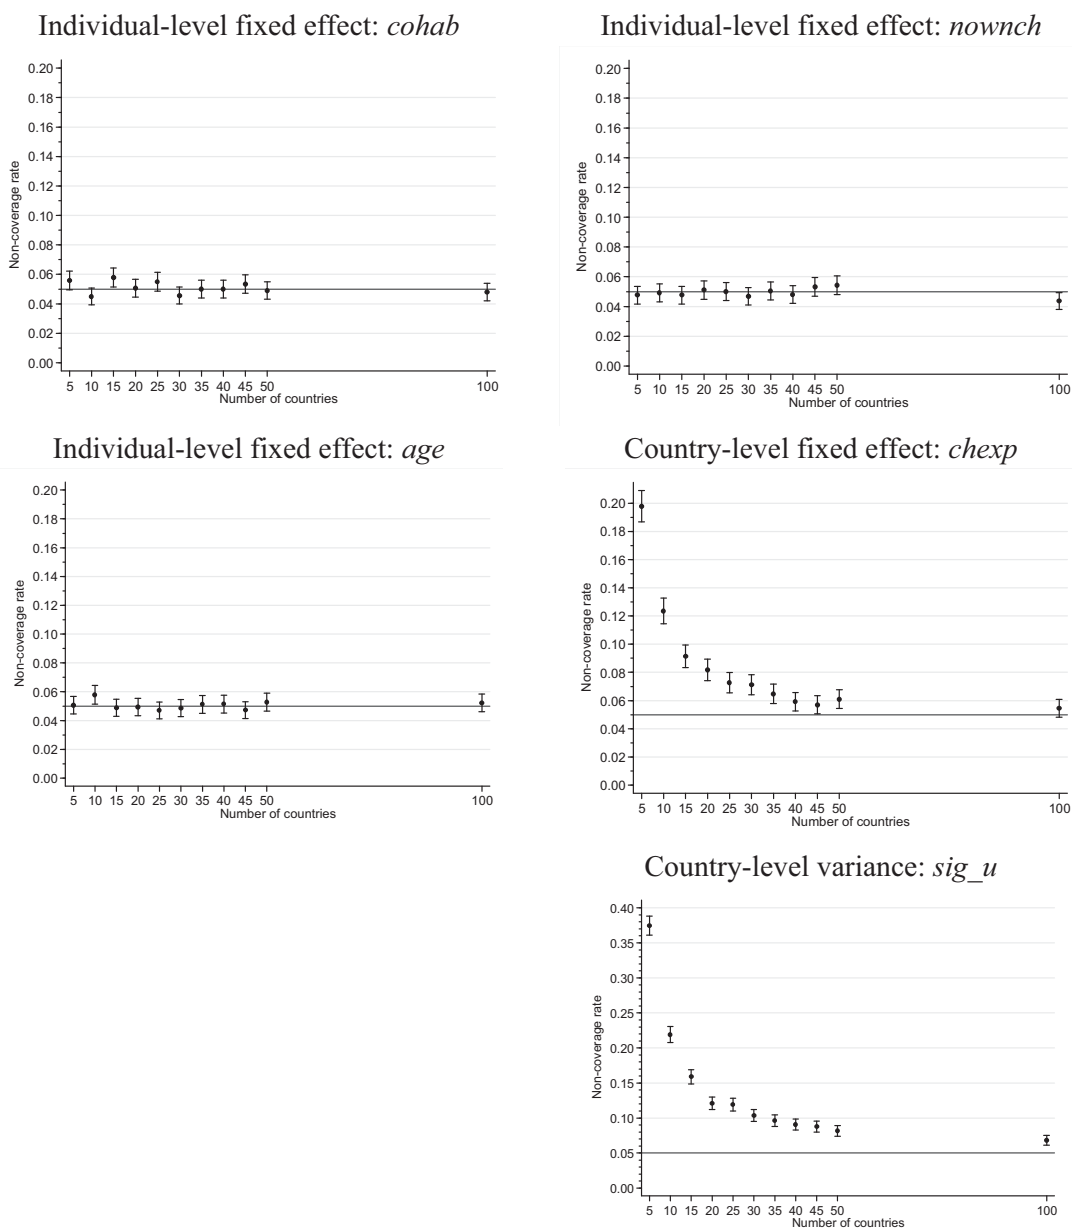 Individual-level fixed effect: cohab
0.20
0.18
0.16
0.14
0.12
0.10
0.08
0.06
0.04
0.02
0.00
Non-coverage rate
5 10 15 20 25 30 35 40 45 50 100
Number of countries
Individual-level fixed effect: nownch
0.20
0.18
0.16
0.14
0.12
0.10
0.08
0.06
0.04
0.02
0.00
Non-coverage rate
5 10 15 20 25 30 35 40 45 50 100
Number of countries
Individual-level fixed effect: age
0.20
0.18
0.16
0.14
0.12
0.10
0.08
0.06
0.04
0.02
0.00
Non-coverage rate
5 10 15 20 25 30 35 40 45 50 100
Number of countries
Country-level fixed effect: chexp
0.20
0.18
0.16
0.14
0.12
0.10
0.08
0.06
0.04
0.02
0.00
Non-coverage rate
5 10 15 20 25 30 35 40 45 50 100
Number of countries
Country-level variance: sig_u
0.40
0.35
0.30
0.25
0.20
0.15
0.10
0.05
0.00
Non-coverage rate
5 10 15 20 25 30 35 40 45 50 100
Number of countries